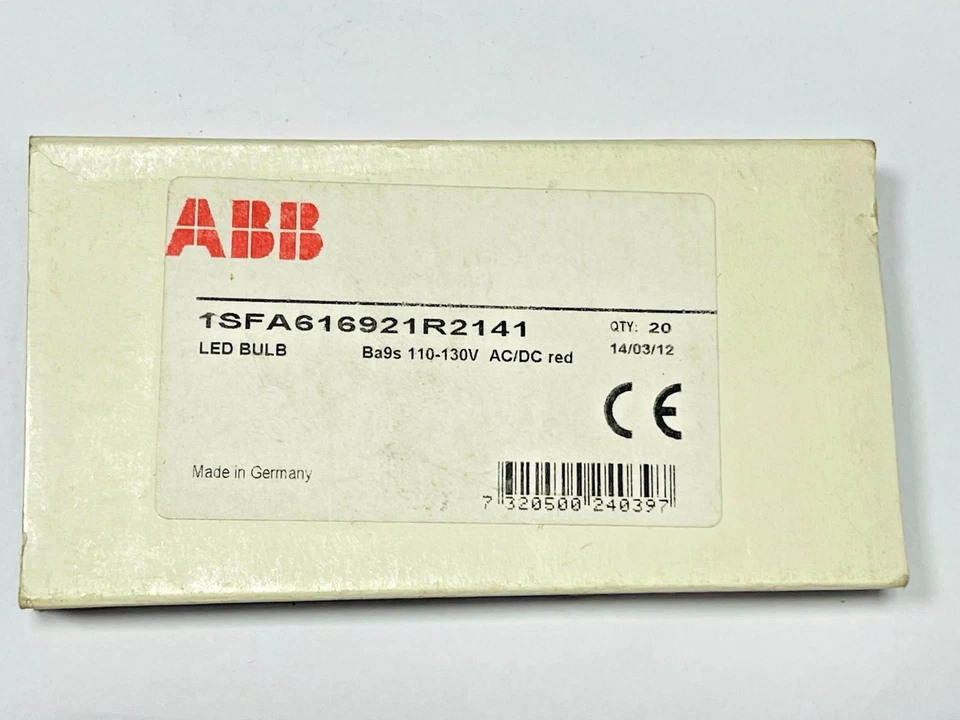 ABB
1SFA616921R2141 QTY: 20
LED BULB Ba9s 110-130V AC/DC red 14/03/12
CE
Made in Germany
7 320500 240397